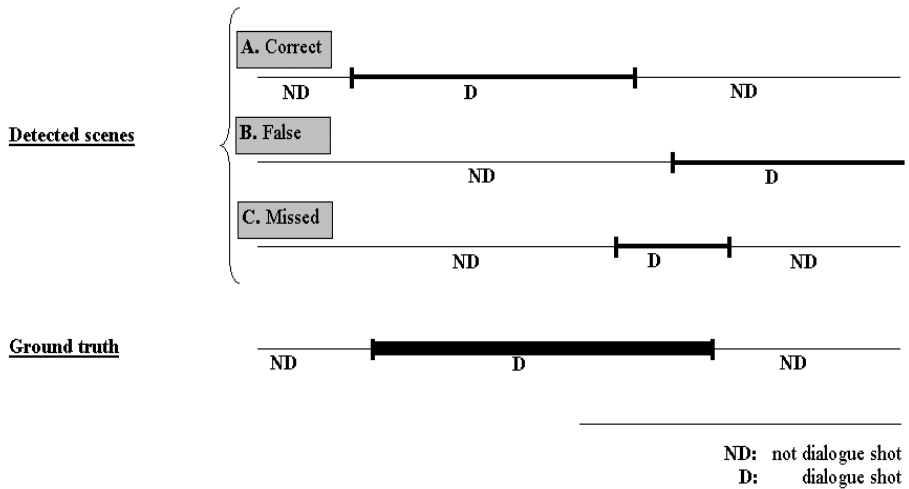 A. Correct
ND D ND
Detected scenes
B. False
ND D
C. Missed
ND D ND
Ground truth
ND D ND
ND: not dialogue shot
D: dialogue shot